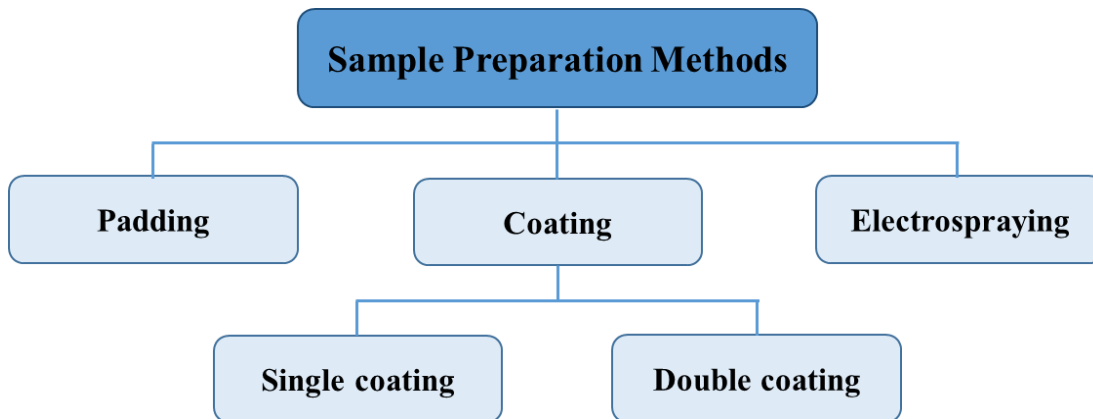 Sample Preparation Methods
Padding
Coating
Electrospraying
Single coating
Double coating